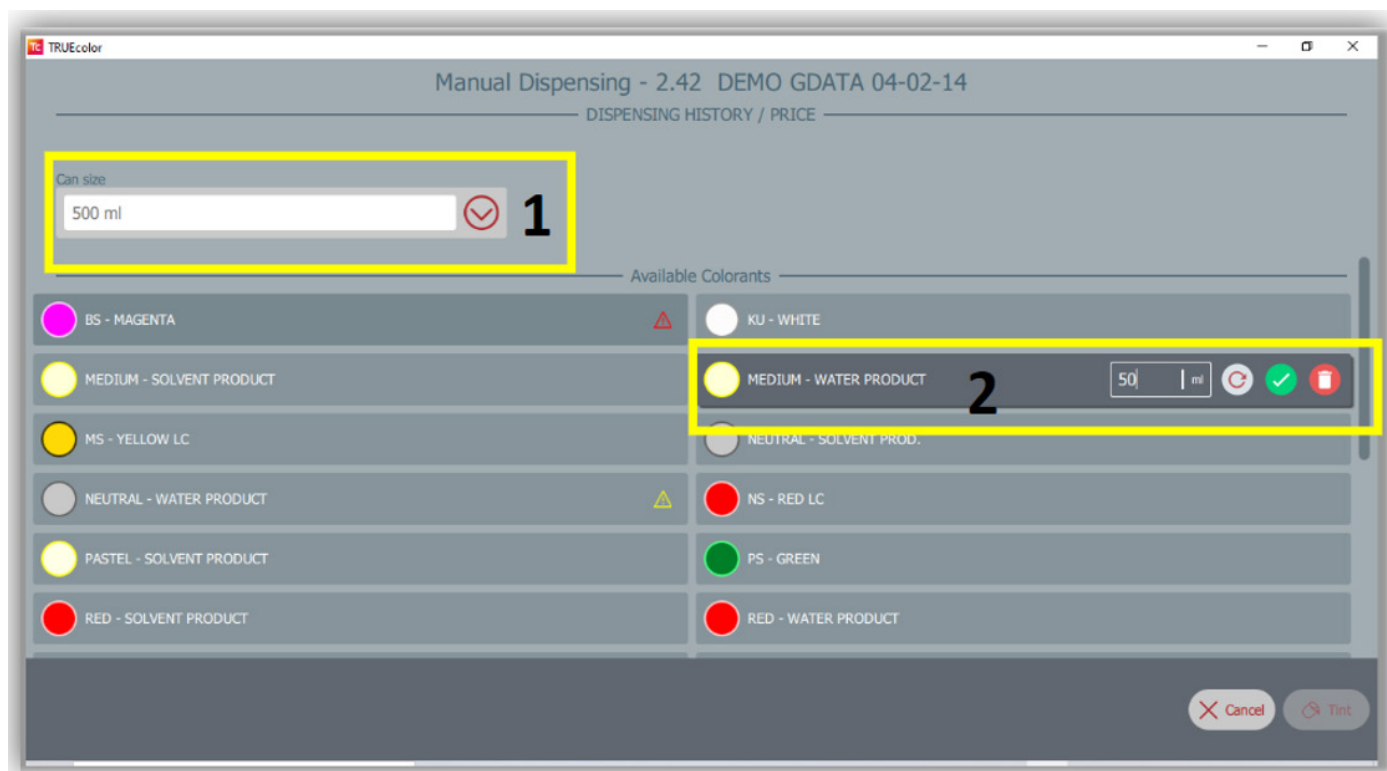 Tc TRUEcolor
Manual Dispensing - 2.42 DEMO GDATA 04-02-14
DISPENSING HISTORY / PRICE
Can size
500 ml
1
Available Colorants
BS - MAGENTA
KU - WHITE
MEDIUM - SOLVENT PRODUCT
MEDIUM - WATER PRODUCT
2
50 ml
MS - YELLOW LC
NEUTRAL - SOLVENT PROD.
NEUTRAL - WATER PRODUCT
NS - RED LC
PASTEL - SOLVENT PRODUCT
PS - GREEN
RED - SOLVENT PRODUCT
RED - WATER PRODUCT
Cancel
Tint